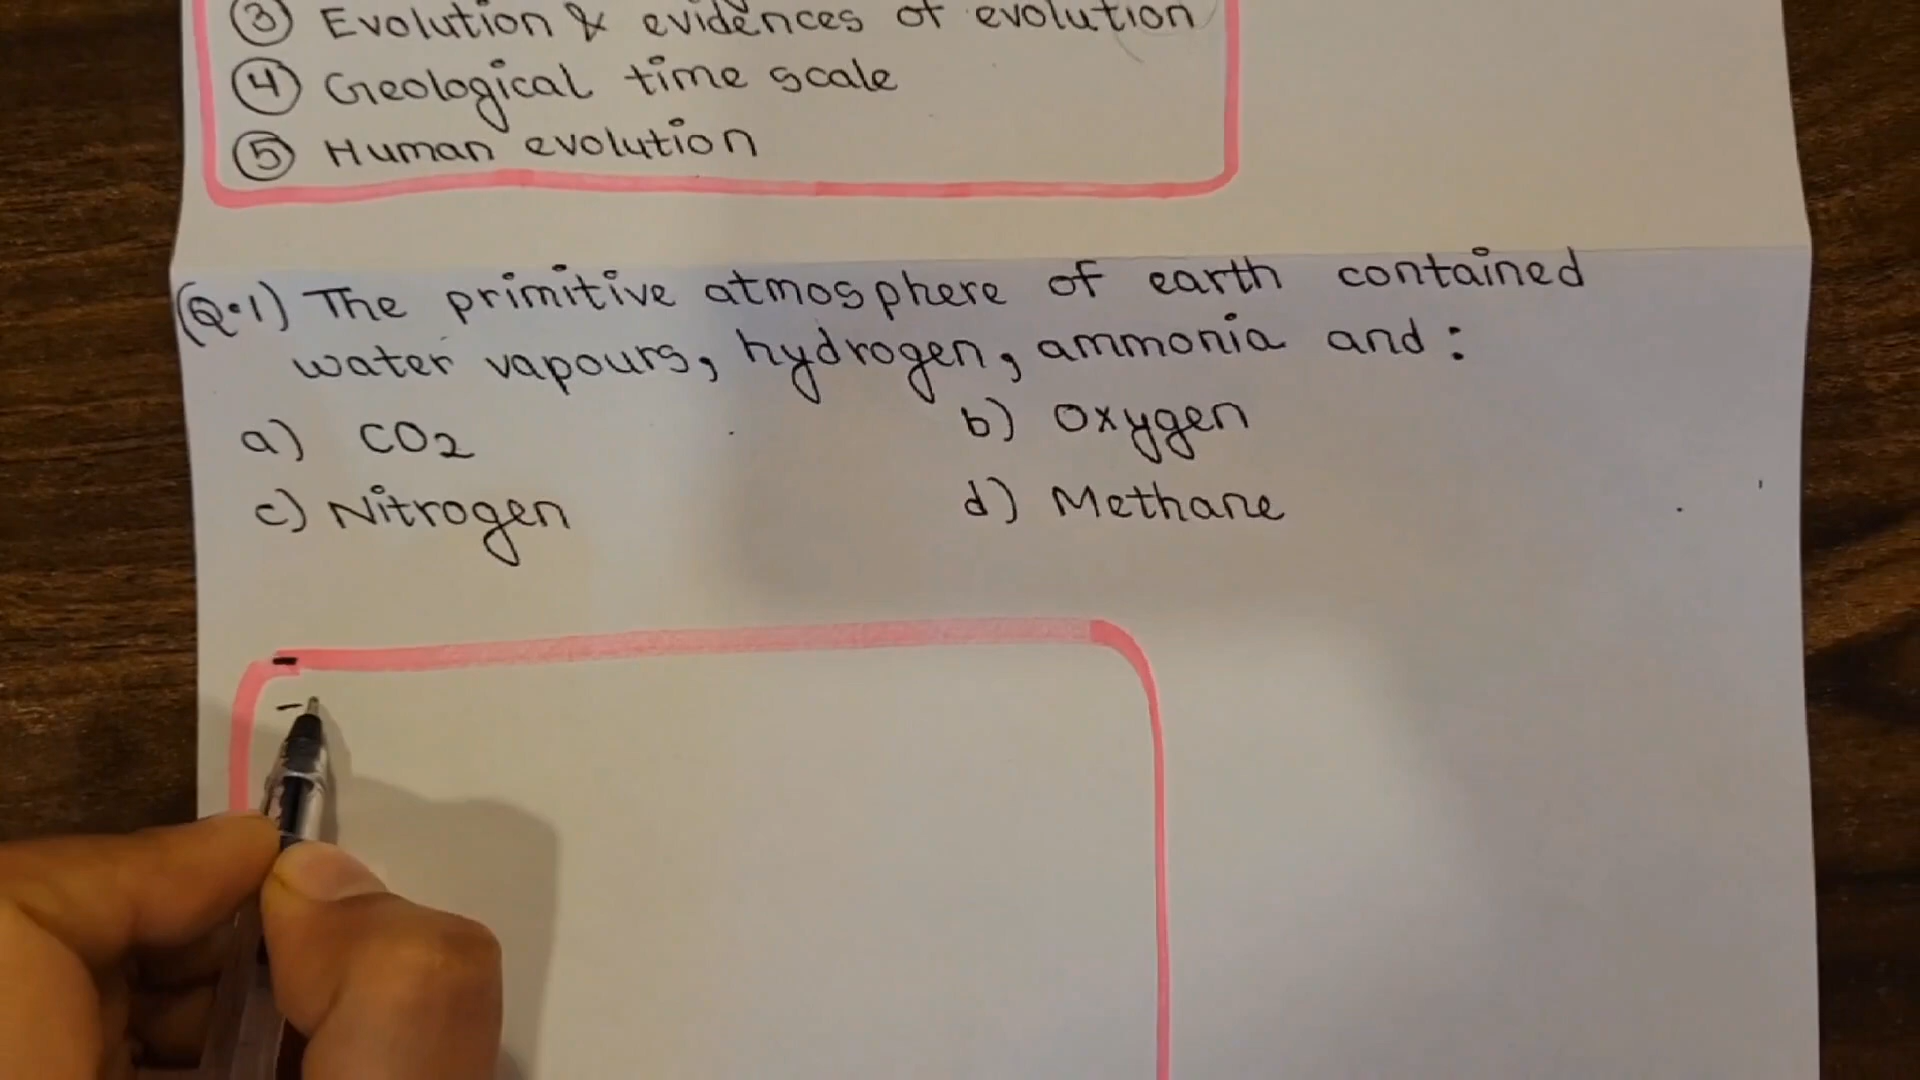 ③ Evolution & evidences of evolution
④ Geological time scale
⑤ Human evolution
(Q.1) The primitive atmosphere of earth contained
water vapours, hydrogen, ammonia and :
a) CO2
b) Oxygen
c) Nitrogen
d) Methane